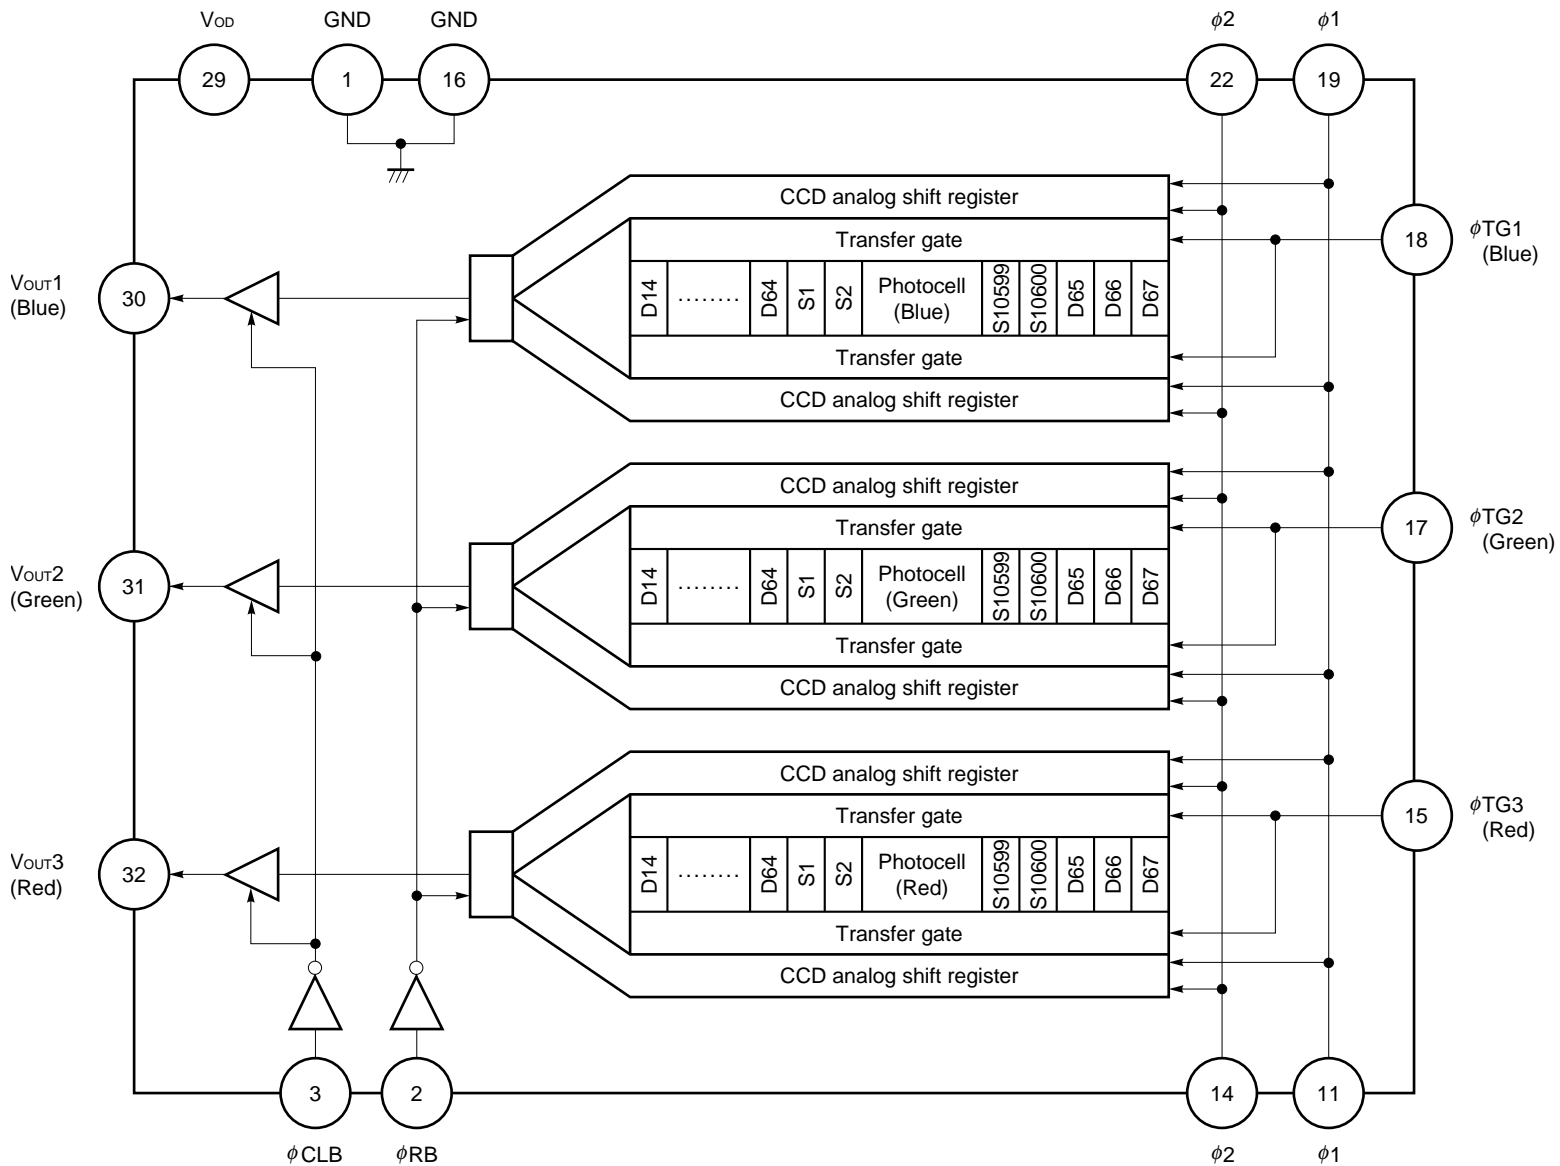 VOD GND GND φ2 φ1
29 1 16 22 19
CCD analog shift register
Transfer gate
18 φTG1
(Blue)
VOUT1
(Blue)
30
D14 ········ D64 S1 S2 Photocell
(Blue) S10599 S10600 D65 D66 D67
Transfer gate
CCD analog shift register
CCD analog shift register
Transfer gate
17 φTG2
(Green)
VOUT2
(Green)
31
D14 ········ D64 S1 S2 Photocell
(Green) S10599 S10600 D65 D66 D67
Transfer gate
CCD analog shift register
CCD analog shift register
Transfer gate
15 φTG3
(Red)
VOUT3
(Red)
32
D14 ········ D64 S1 S2 Photocell
(Red) S10599 S10600 D65 D66 D67
Transfer gate
CCD analog shift register
3 2 14 11
φCLB φRB φ2 φ1